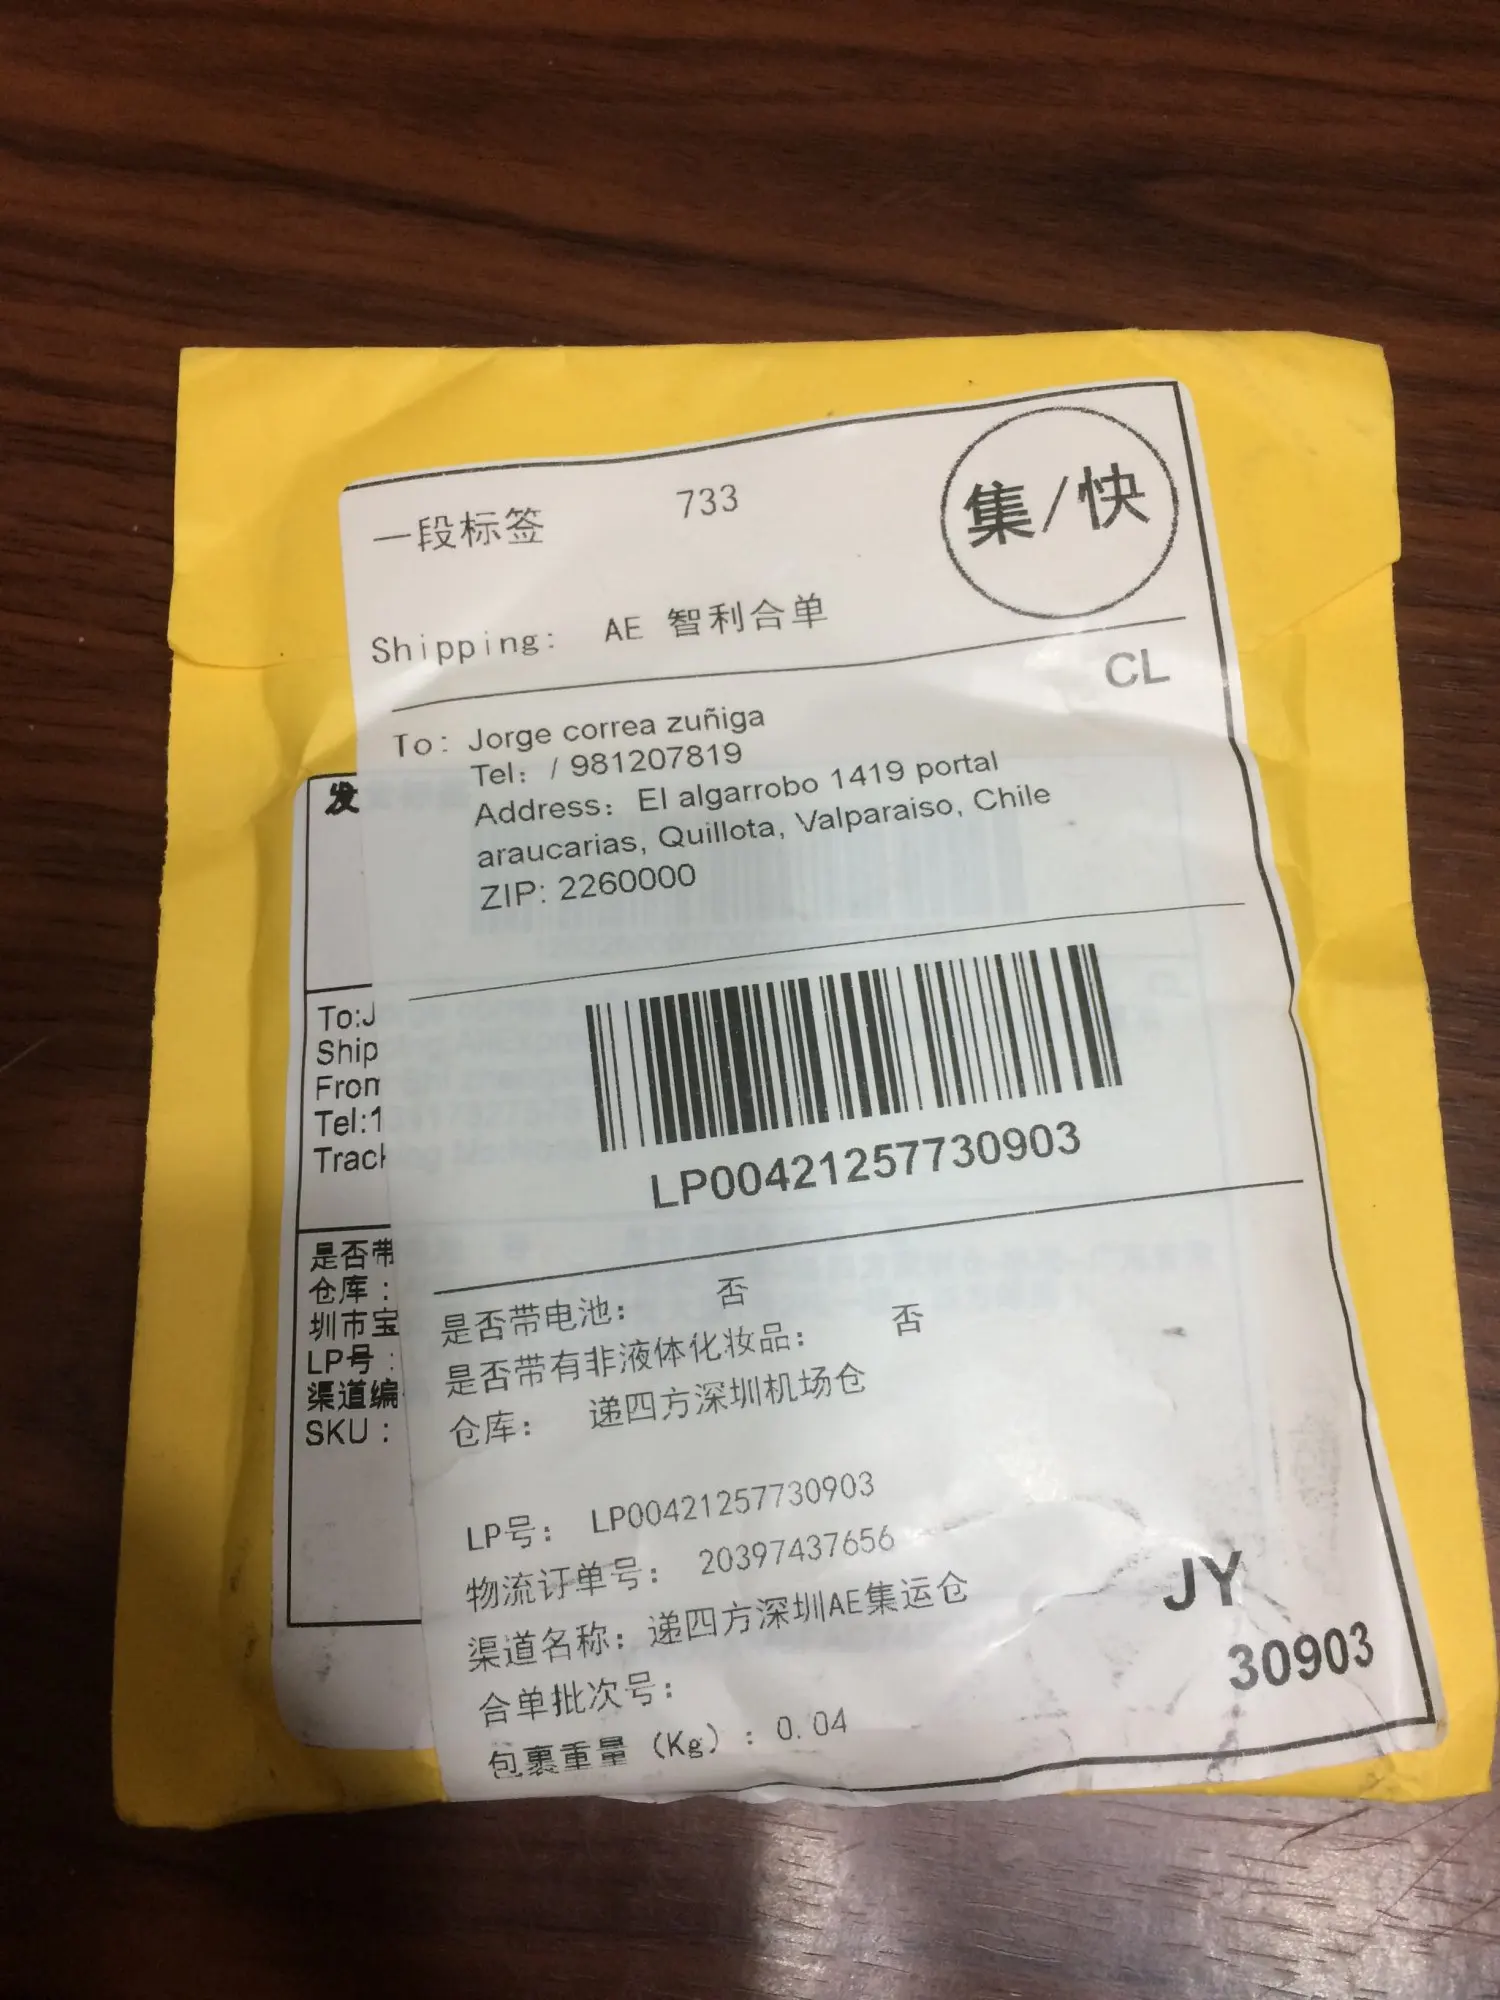 一段标签 733 集/快
Shipping: AE 智利合单
CL
To: Jorge correa zuñiga
Tel: / 981207819
Address: El algarrobo 1419 portal
araucarias, Quillota, Valparaiso, Chile
ZIP: 2260000
LP00421257730903
是否带电池: 否
是否带有非液体化妆品: 否
仓库: 递四方深圳机场仓
LP号: LP00421257730903
物流订单号: 20397437656
渠道名称: 递四方深圳AE集运仓
合单批次号:
包裹重量 (Kg) : 0.04
JY
30903
发
To:J
Ship
From
Tel:1
Track
是否带
仓库:
圳市宝
LP号:
渠道编
SKU: